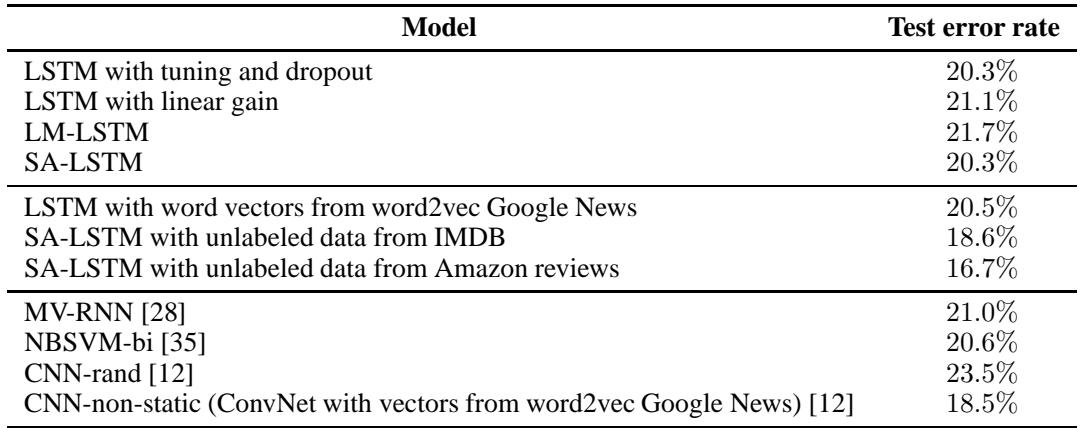 Model Test error rate
LSTM with tuning and dropout 20.3%
LSTM with linear gain 21.1%
LM-LSTM 21.7%
SA-LSTM 20.3%
LSTM with word vectors from word2vec Google News 20.5%
SA-LSTM with unlabeled data from IMDB 18.6%
SA-LSTM with unlabeled data from Amazon reviews 16.7%
MV-RNN [28] 21.0%
NBSVM-bi [35] 20.6%
CNN-rand [12] 23.5%
CNN-non-static (ConvNet with vectors from word2vec Google News) [12] 18.5%